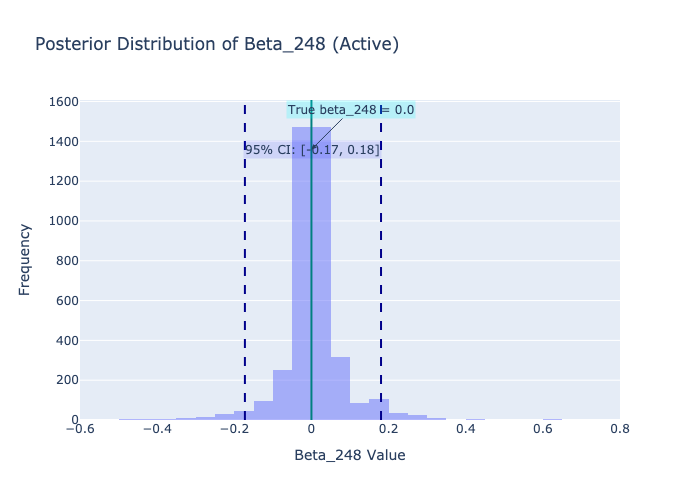 Posterior Distribution of Beta_248 (Active)
True beta_248 = 0.0
95% CI: [-0.17, 0.18]
1600
1400
1200
1000
800
600
400
200
0
Frequency
−0.6 −0.4 −0.2 0 0.2 0.4 0.6 0.8
Beta_248 Value